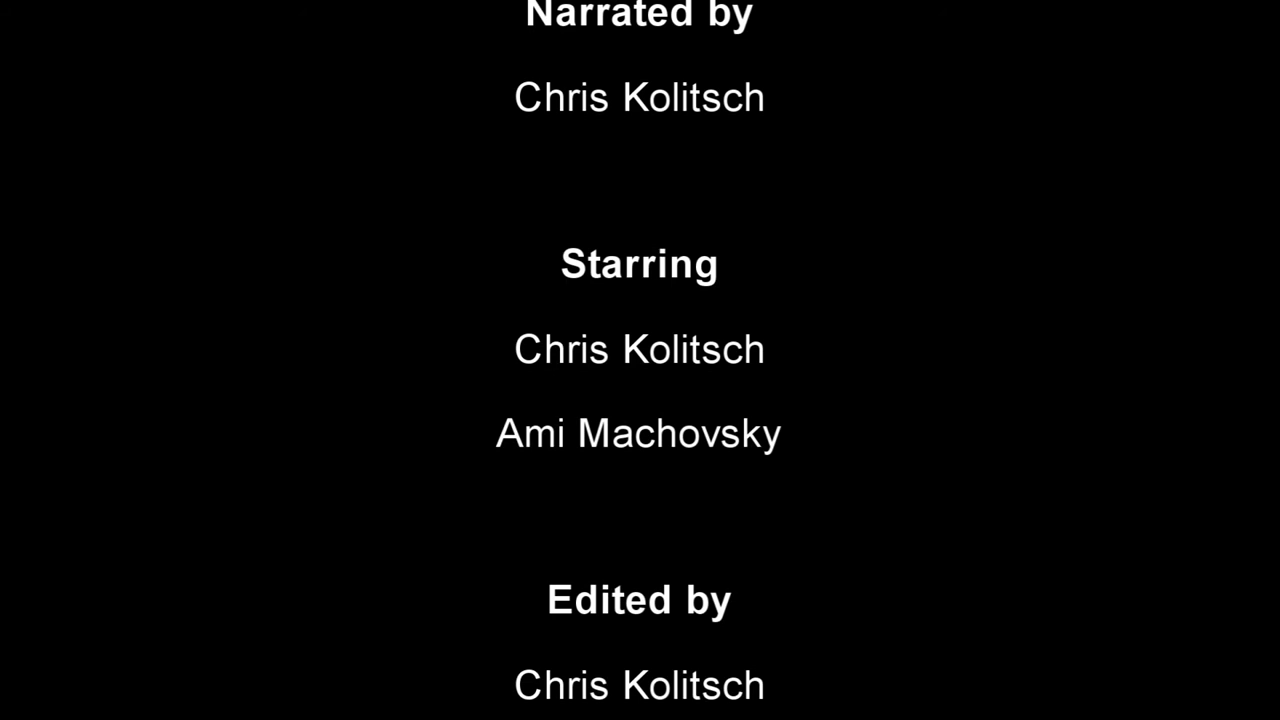 Narrated by
Chris Kolitsch
Starring
Chris Kolitsch
Ami Machovsky
Edited by
Chris Kolitsch